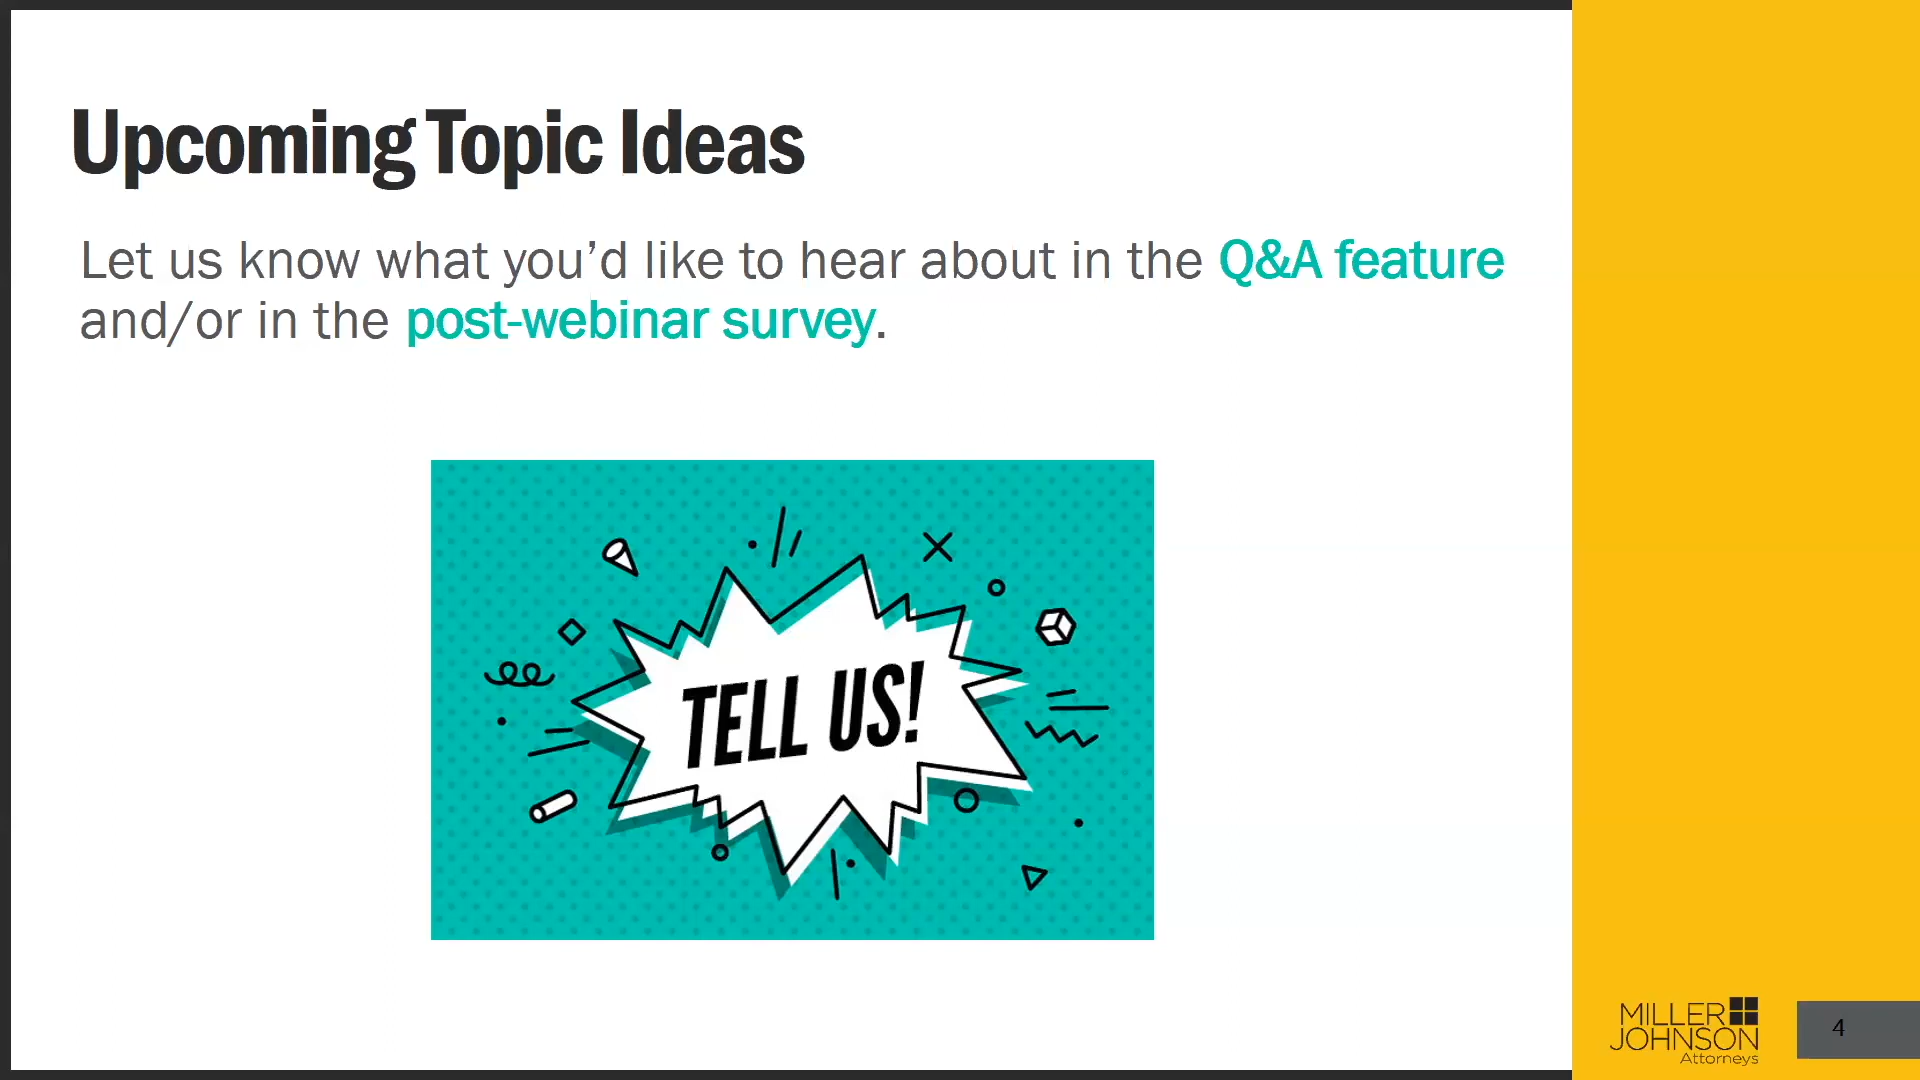 Upcoming Topic Ideas
Let us know what you’d like to hear about in the Q&A feature
and/or in the post-webinar survey.
TELL US!
MILLER
JOHNSON
Attorneys
4